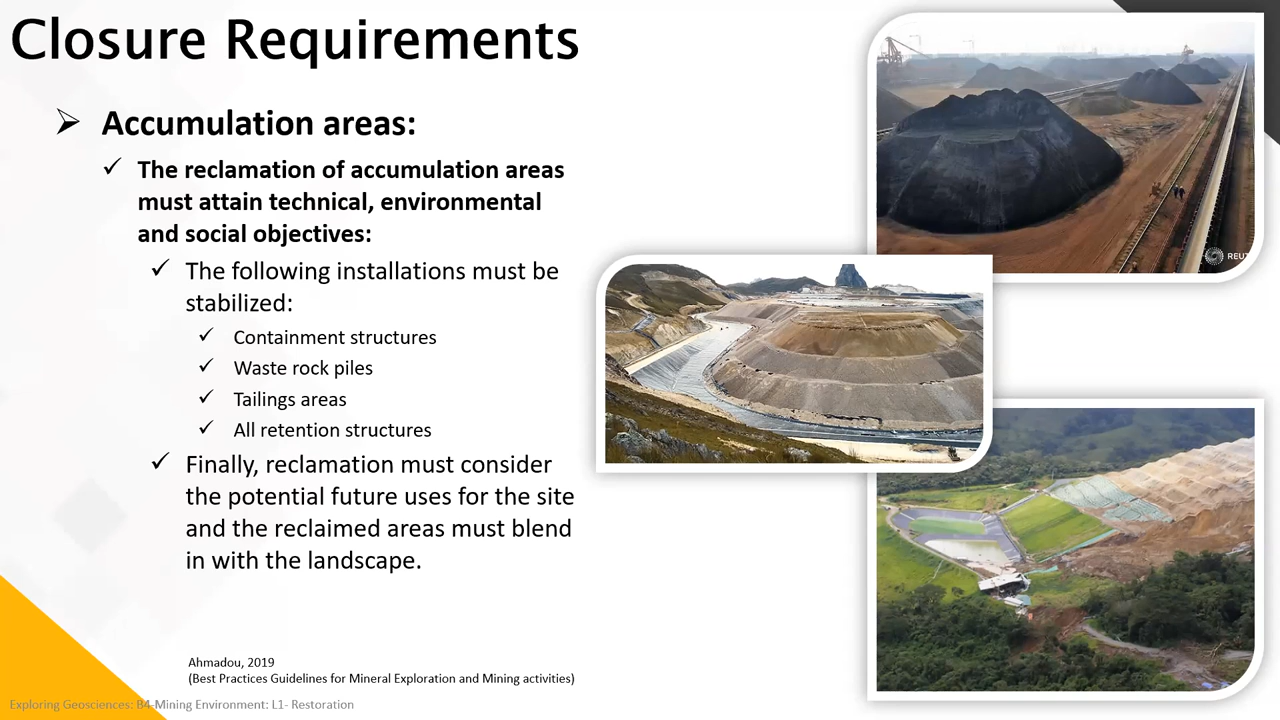 Closure Requirements
Accumulation areas:
The reclamation of accumulation areas
must attain technical, environmental
and social objectives:
The following installations must be
stabilized:
Containment structures
Waste rock piles
Tailings areas
All retention structures
Finally, reclamation must consider
the potential future uses for the site
and the reclaimed areas must blend
in with the landscape.
REU
Ahmadou, 2019
(Best Practices Guidelines for Mineral Exploration and Mining activities)
Exploring Geosciences: B4-Mining Environment: L1- Restoration